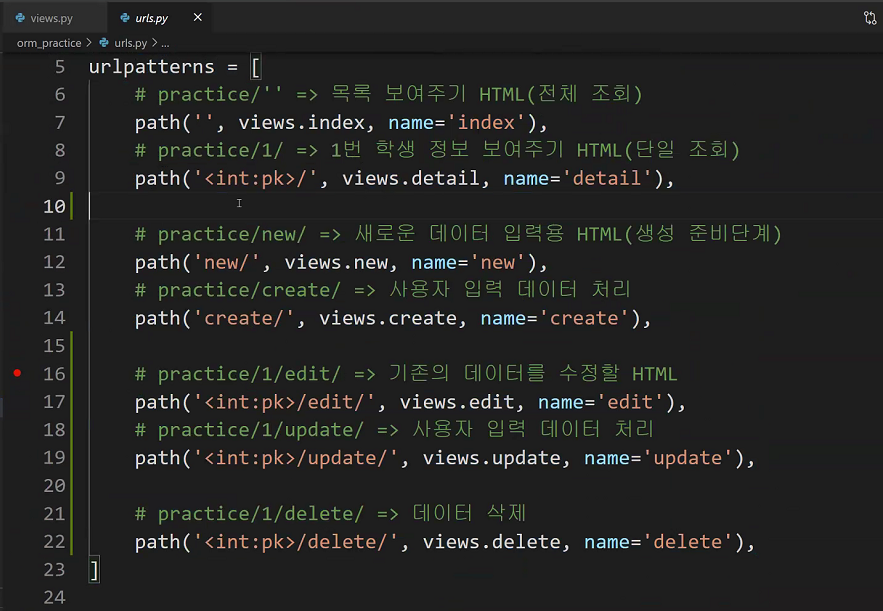 views.py urls.py ×
orm_practice > urls.py > ...
5 urlpatterns = [
6 # practice/'' => 목록 보여주기 HTML(전체 조회)
7 path('', views.index, name='index'),
8 # practice/1/ => 1번 학생 정보 보여주기 HTML(단일 조회)
9 path('<int:pk>/', views.detail, name='detail'),
10
11 # practice/new/ => 새로운 데이터 입력용 HTML(생성 준비단계)
12 path('new/', views.new, name='new'),
13 # practice/create/ => 사용자 입력 데이터 처리
14 path('create/', views.create, name='create'),
15
16 # practice/1/edit/ => 기존의 데이터를 수정할 HTML
17 path('<int:pk>/edit/', views.edit, name='edit'),
18 # practice/1/update/ => 사용자 입력 데이터 처리
19 path('<int:pk>/update/', views.update, name='update'),
20
21 # practice/1/delete/ => 데이터 삭제
22 path('<int:pk>/delete/', views.delete, name='delete'),
23 ]
24